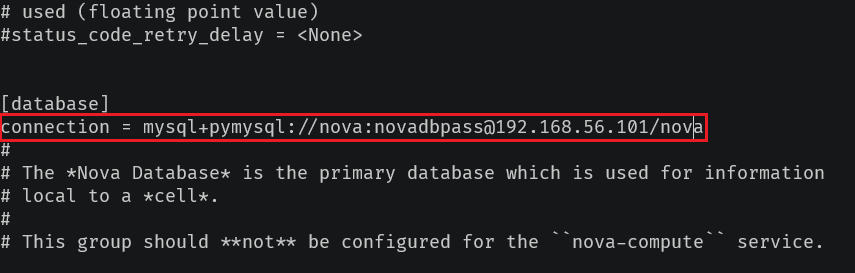 # used (floating point value)
#status_code_retry_delay = <None>
[database]
connection = mysql+pymysql://nova:novadbpass@192.168.56.101/nova
#
# The *Nova Database* is the primary database which is used for information
# local to a *cell*.
#
# This group should **not** be configured for the ``nova-compute`` service.